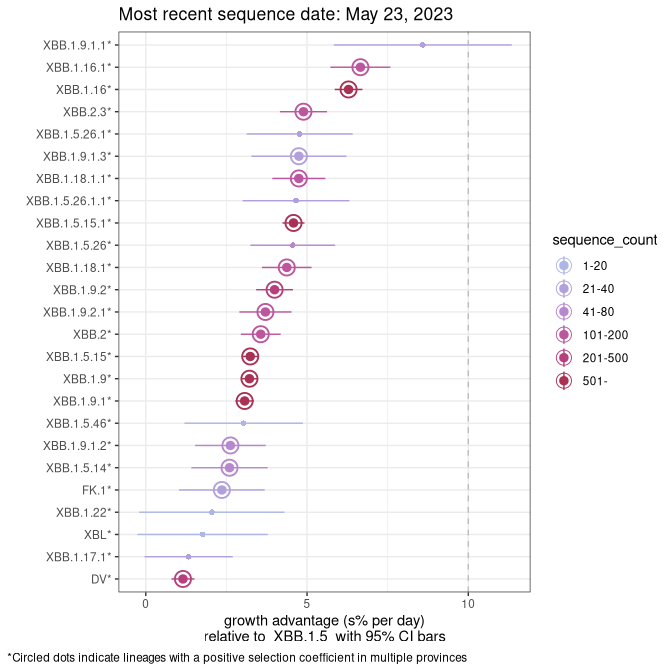 Most recent sequence date: May 23, 2023
XBB.1.9.1.1*
XBB.1.16.1*
XBB.1.16*
XBB.2.3*
XBB.1.5.26.1*
XBB.1.9.1.3*
XBB.1.18.1.1*
XBB.1.5.26.1.1*
XBB.1.5.15.1*
XBB.1.5.26*
XBB.1.18.1*
XBB.1.9.2*
XBB.1.9.2.1*
XBB.2*
XBB.1.5.15*
XBB.1.9*
XBB.1.9.1*
XBB.1.5.46*
XBB.1.9.1.2*
XBB.1.5.14*
FK.1*
XBB.1.22*
XBL*
XBB.1.17.1*
DV*
0 5 10
growth advantage (s% per day)
relative to XBB.1.5 with 95% CI bars
sequence_count
1-20
21-40
41-80
101-200
201-500
501-
*Circled dots indicate lineages with a positive selection coefficient in multiple provinces